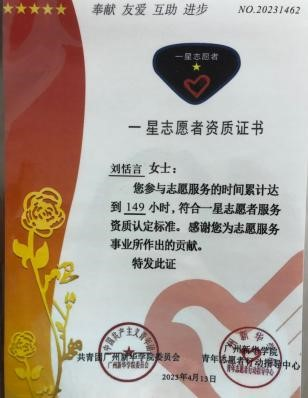 奉献 友爱 互助 进步
NO.20231462
一星志愿者
一星志愿者资质证书
刘恬言 女士：
您参与志愿服务的时间累计达
到 149 小时，符合一星志愿者服务
资质认定标准。感谢您为志愿服务
事业所作出的贡献。
特发此证
广州新华学院
共青团广州新华学院委员会 青年志愿者行动指导中心
2023年4月13日